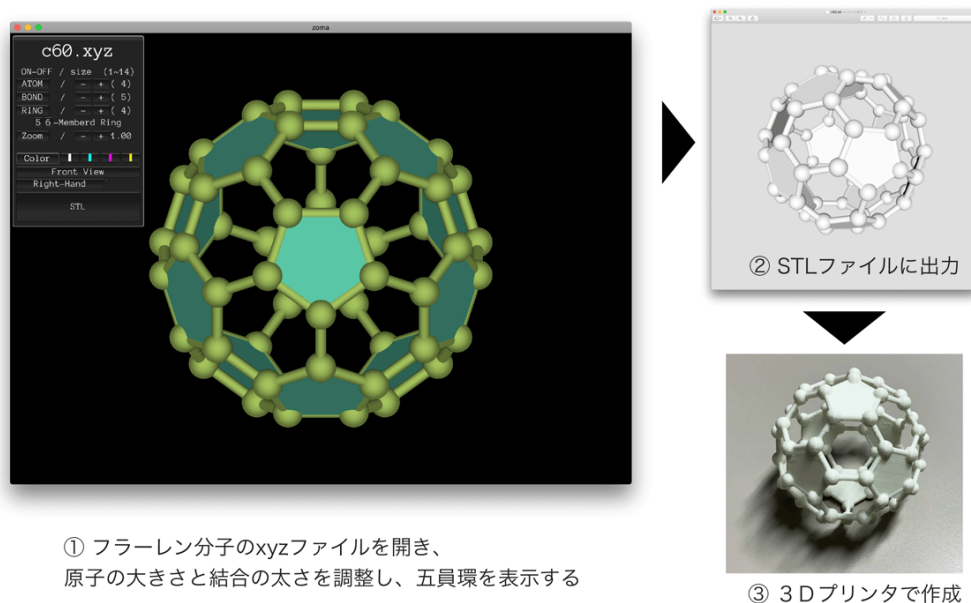 zoma
c60.xyz
ON-OFF / size (1~14)
ATOM / - + ( 4)
BOND / - + ( 5)
RING / - + ( 4)
5 6 -Memberd Ring
Zoom / - + 1.00
Color
Front View
Right-Hand
STL
② STLファイルに出力
① フラーレン分子のxyzファイルを開き、
原子の大きさと結合の太さを調整し、五員環を表示する
③ ３Ｄプリンタで作成